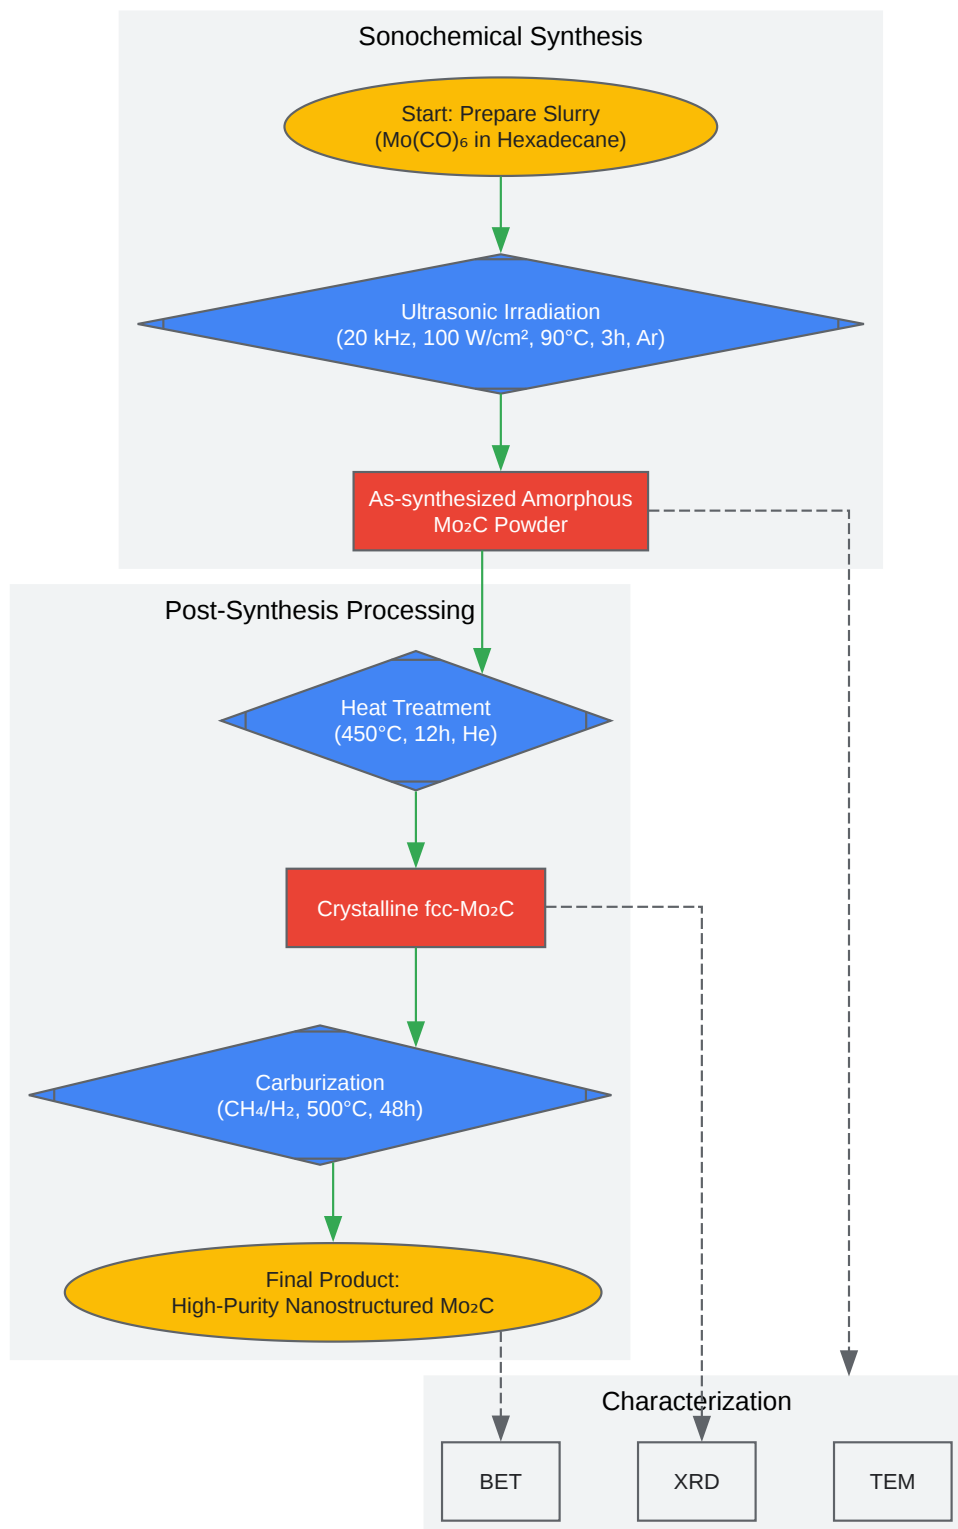 Sonochemical Synthesis
Start: Prepare Slurry
(Mo(CO)₆ in Hexadecane)
Ultrasonic Irradiation
(20 kHz, 100 W/cm², 90°C, 3h, Ar)
As-synthesized Amorphous
Mo₂C Powder
Post-Synthesis Processing
Heat Treatment
(450°C, 12h, He)
Crystalline fcc-Mo₂C
Carburization
(CH₄/H₂, 500°C, 48h)
Final Product:
High-Purity Nanostructured Mo₂C
Characterization
BET
XRD
TEM